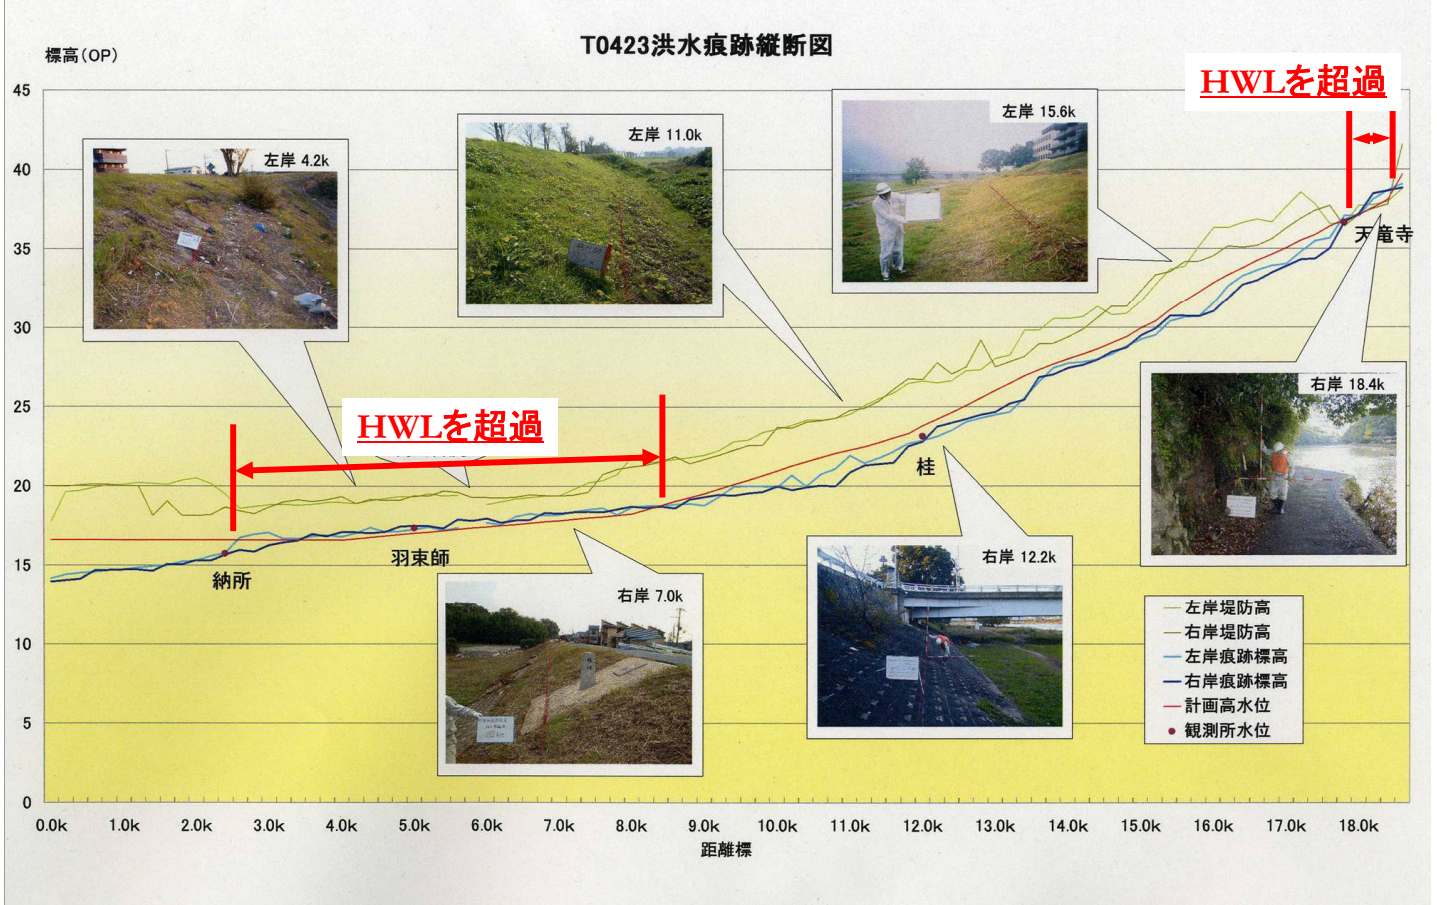 T0423洪水痕跡縦断図
標高(OP)
HWLを超過
45
40
35
30
25
20
15
10
5
0
左岸 4.2k
左岸 11.0k
左岸 15.6k
天竜寺
右岸 18.4k
HWLを超過
桂
羽束師
納所
右岸 7.0k
右岸 12.2k
左岸堤防高
右岸堤防高
左岸痕跡標高
右岸痕跡標高
計画高水位
観測所水位
0.0k 1.0k 2.0k 3.0k 4.0k 5.0k 6.0k 7.0k 8.0k 9.0k 10.0k 11.0k 12.0k 13.0k 14.0k 15.0k 16.0k 17.0k 18.0k
距離標